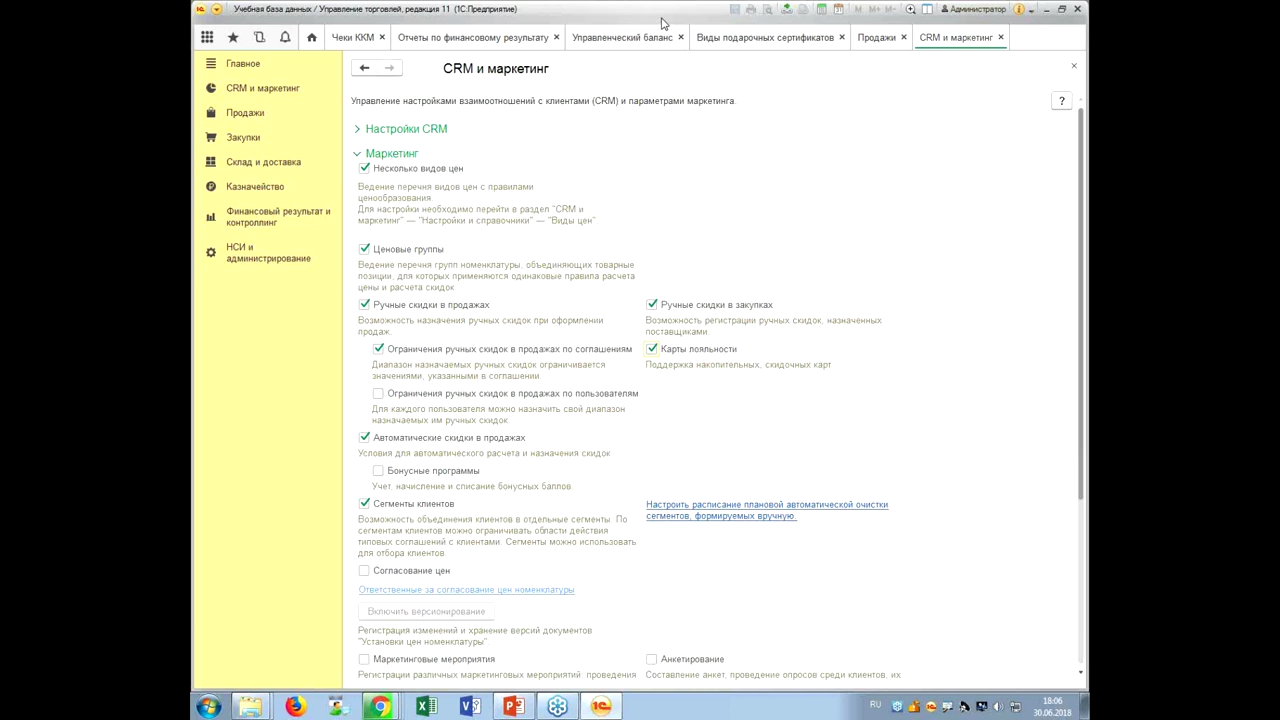 Учебная база данных / Управление торговлей, редакция 11 (1С:Предприятие)
M M+ M-
Администратор
Чеки ККМ
Отчеты по финансовому результату
Управленческий баланс
Виды подарочных сертификатов
Продажи
CRM и маркетинг
Главное
CRM и маркетинг
Продажи
Закупки
Склад и доставка
Казначейство
Финансовый результат и
контроллинг
НСИ и
администрирование
CRM и маркетинг
Управление настройками взаимоотношений с клиентами (CRM) и параметрами маркетинга.
?
Настройки CRM
Маркетинг
Несколько видов цен
Ведение перечня видов цен с правилами
ценообразования.
Для настройки необходимо перейти в раздел "CRM и
маркетинг" — "Настройки и справочники" — "Виды цен"
Ценовые группы
Ведение перечня групп номенклатуры, объединяющих товарные
позиции, для которых применяются одинаковые правила расчета
цены и расчета скидок
Ручные скидки в продажах
Возможность назначения ручных скидок при оформлении
продаж.
Ручные скидки в закупках
Возможность регистрации ручных скидок, назначенных
поставщиками.
Ограничения ручных скидок в продажах по соглашениям
Диапазон назначаемых ручных скидок ограничивается
значениями, указанными в соглашении
Карты лояльности
Поддержка накопительных, скидочных карт
Ограничения ручных скидок в продажах по пользователям
Для каждого пользователя можно назначить свой диапазон
назначаемых им ручных скидок
Автоматические скидки в продажах
Условия для автоматического расчета и назначения скидок
Бонусные программы
Учет, начисление и списание бонусных баллов
Сегменты клиентов
Возможность объединения клиентов в отдельные сегменты. По
сегментам клиентов можно ограничивать области действия
типовых соглашений с клиентами. Сегменты можно использовать
для отбора клиентов
Настроить расписание плановой автоматической очистки
сегментов, формируемых вручную.
Согласование цен
Ответственные за согласование цен номенклатуры
Включить версионирование
Регистрация изменений и хранение версий документов
"Установки цен номенклатуры"
Маркетинговые мероприятия
Регистрации различных маркетинговых мероприятий: проведения
Анкетирование
Составление анкет, проведение опросов среди клиентов, их
RU
18:06
30.06.2018